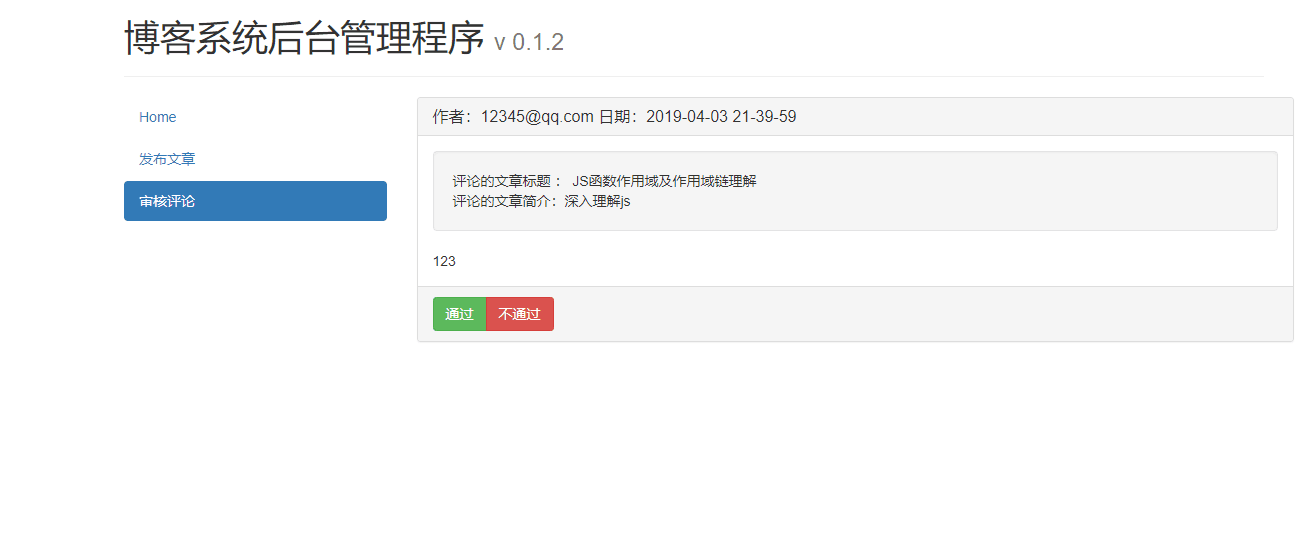 博客系统后台管理程序 v 0.1.2
Home
发布文章
审核评论
作者：12345@qq.com 日期：2019-04-03 21-39-59
评论的文章标题： JS函数作用域及作用域链理解
评论的文章简介：深入理解js
123
通过 不通过